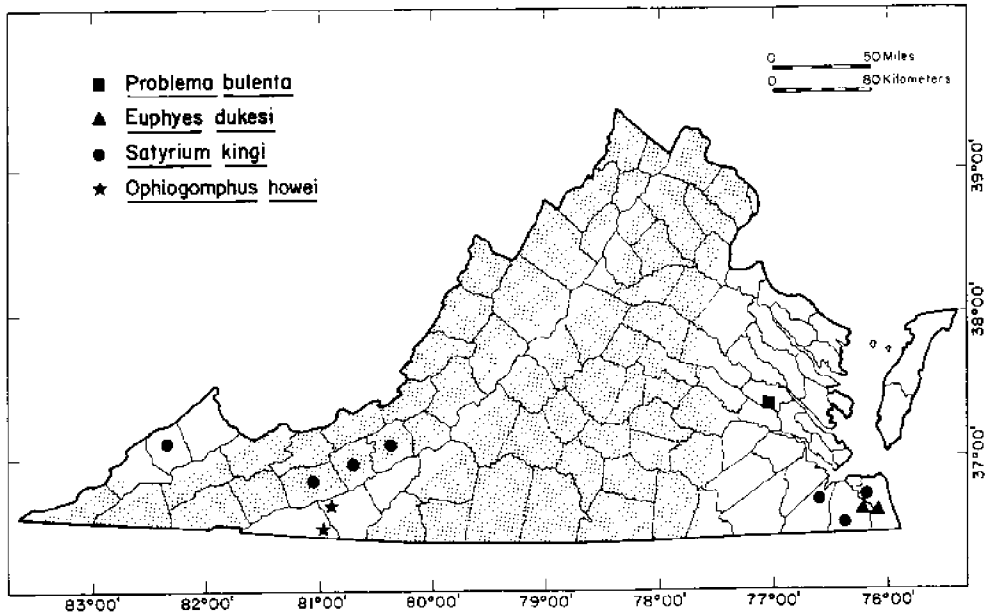 Problema bulenta
Euphyes dukesi
Satyrium kingi
Ophiogomphus howei
0 50 Miles
0 80 Kilometers
39°00'
38°00'
37°00'
83°00' 82°00' 81°00' 80°00' 79°00' 78°00' 77°00' 76°00'